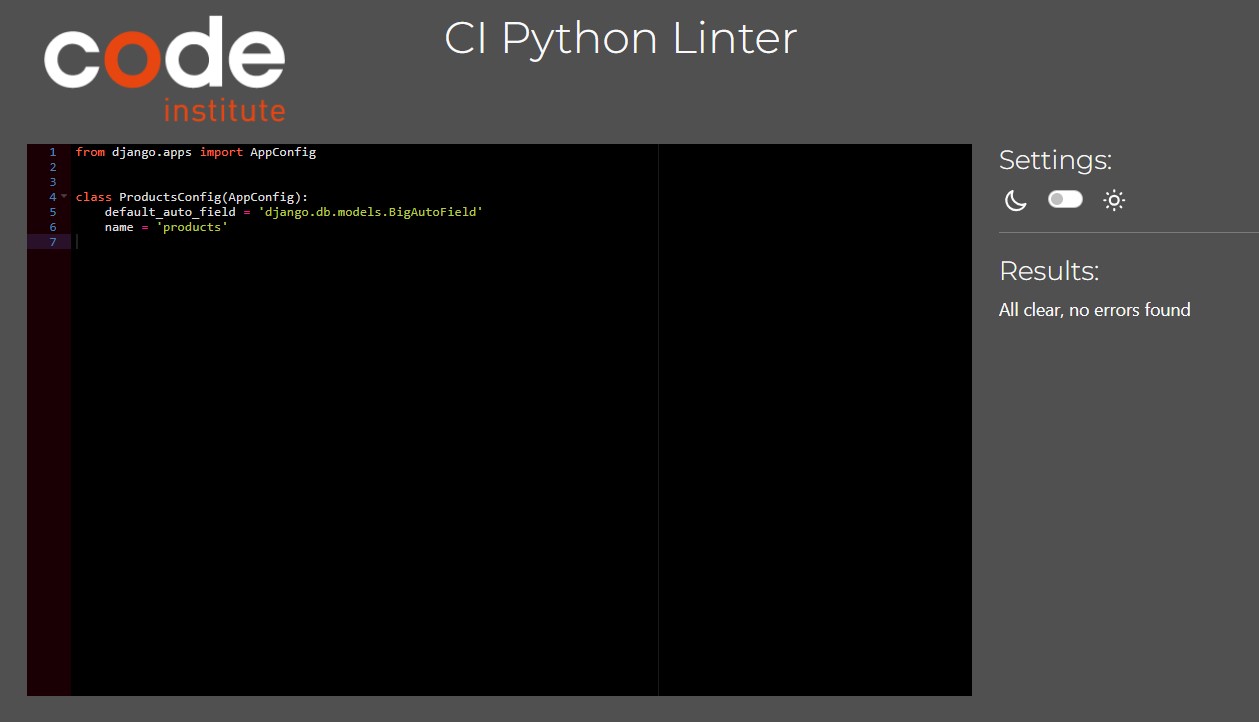 code
institute
CI Python Linter
1 from django.apps import AppConfig
2
3
4 class ProductsConfig(AppConfig):
5     default_auto_field = 'django.db.models.BigAutoField'
6     name = 'products'
7
Settings:
Results:
All clear, no errors found